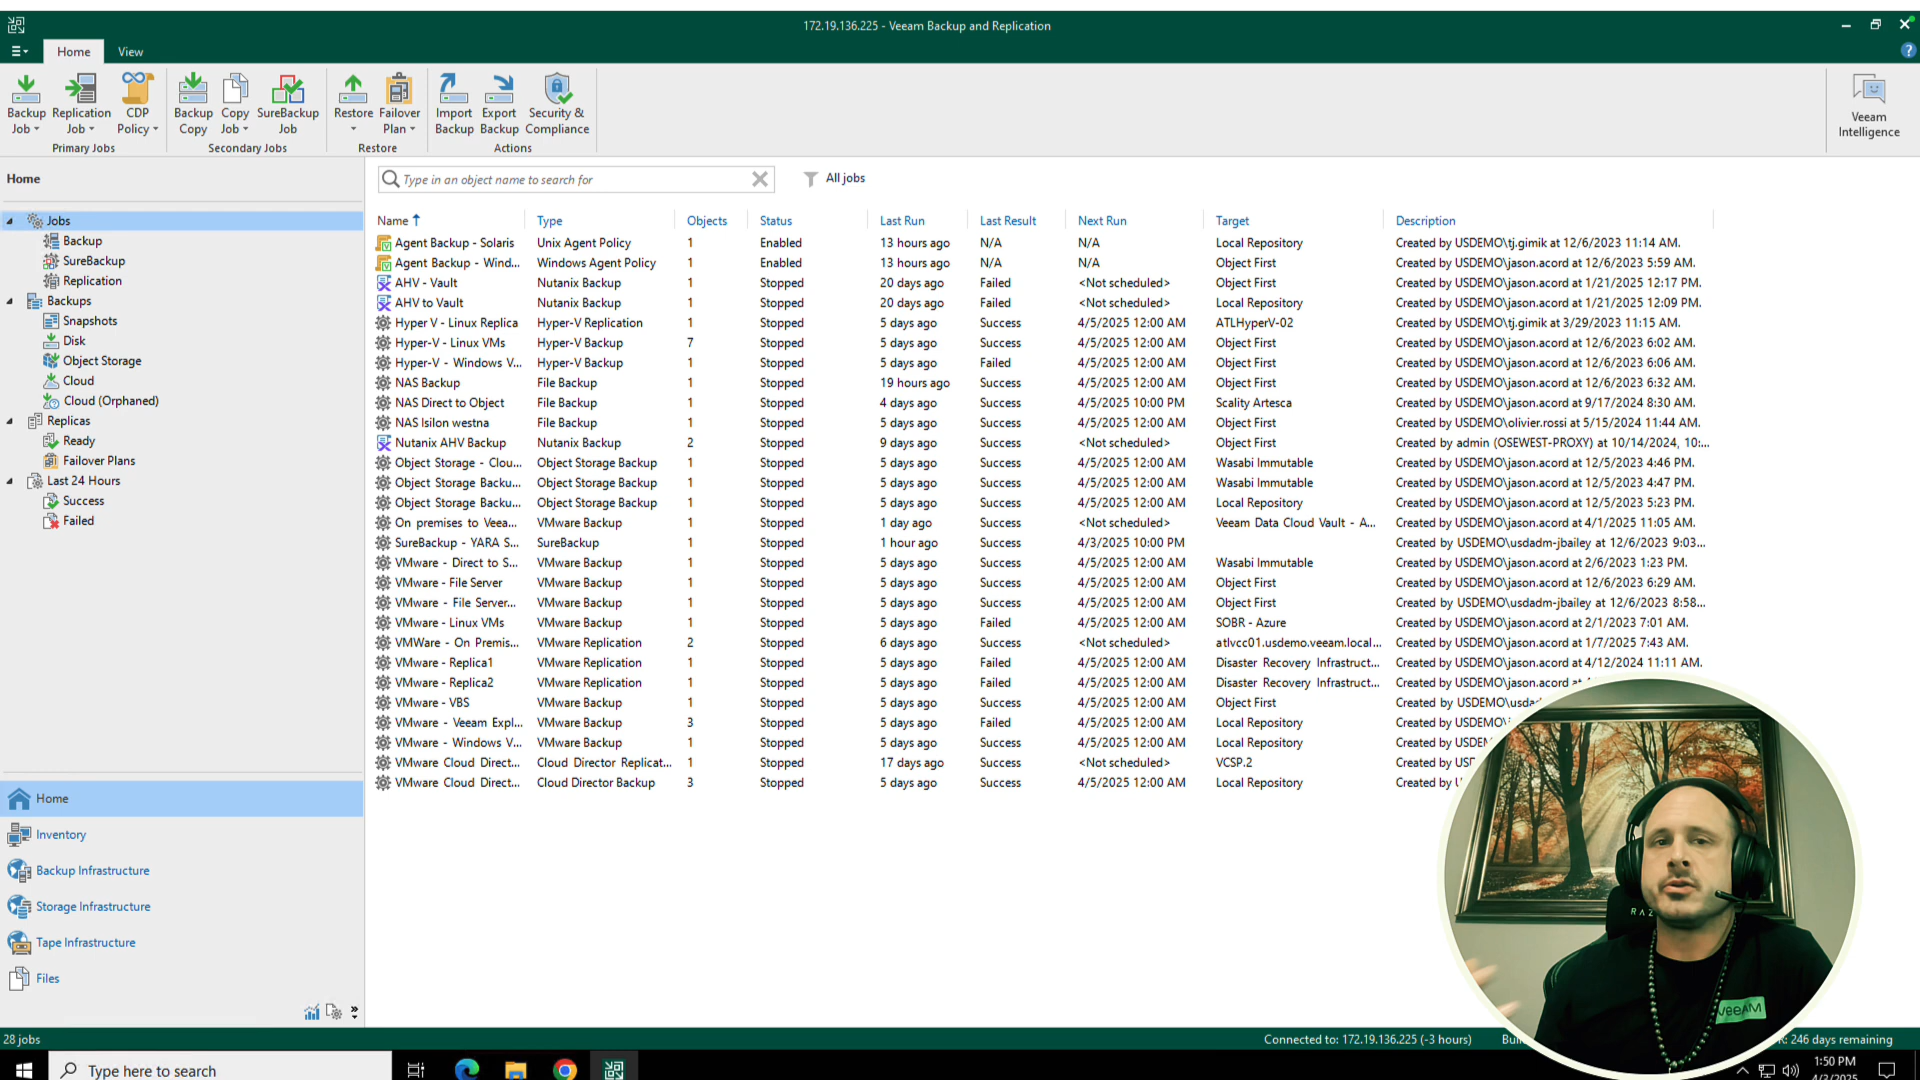 172.19.136.225 - Veeam Backup and Replication
Home View
Backup Job
Replication Job
CDP Policy
Primary Jobs
Backup Copy
Copy Job
SureBackup Job
Secondary Jobs
Restore
Failover Plan
Restore
Import Backup
Export Backup
Security & Compliance
Actions
Veeam Intelligence
Home
Jobs
Backup
SureBackup
Replication
Backups
Snapshots
Disk
Object Storage
Cloud
Cloud (Orphaned)
Replicas
Ready
Failover Plans
Last 24 Hours
Success
Failed
Home
Inventory
Backup Infrastructure
Storage Infrastructure
Tape Infrastructure
Files
Type in an object name to search for
All jobs
Name Type Objects Status Last Run Last Result Next Run Target Description
Agent Backup - Solaris Unix Agent Policy 1 Enabled 13 hours ago N/A N/A Local Repository Created by USDEMO\tj.gimik at 12/6/2023 11:14 AM.
Agent Backup - Wind... Windows Agent Policy 1 Enabled 13 hours ago N/A N/A Object First Created by USDEMO\jason.acord at 12/6/2023 5:59 AM.
AHV - Vault Nutanix Backup 1 Stopped 20 days ago Failed <Not scheduled> Object First Created by USDEMO\jason.acord at 1/21/2025 12:17 PM.
AHV to Vault Nutanix Backup 1 Stopped 20 days ago Failed <Not scheduled> Local Repository Created by USDEMO\jason.acord at 1/21/2025 12:09 PM.
Hyper V - Linux Replica Hyper-V Replication 1 Stopped 5 days ago Success 4/5/2025 12:00 AM ATLHyperV-02 Created by USDEMO\tj.gimik at 3/29/2023 11:15 AM.
Hyper-V - Linux VMs Hyper-V Backup 7 Stopped 5 days ago Success 4/5/2025 12:00 AM Object First Created by USDEMO\jason.acord at 12/6/2023 6:02 AM.
Hyper-V - Windows V... Hyper-V Backup 1 Stopped 5 days ago Failed 4/5/2025 12:00 AM Object First Created by USDEMO\jason.acord at 12/6/2023 6:06 AM.
NAS Backup File Backup 1 Stopped 19 hours ago Success 4/5/2025 12:00 AM Object First Created by USDEMO\jason.acord at 12/6/2023 6:32 AM.
NAS Direct to Object File Backup 1 Stopped 4 days ago Success 4/5/2025 10:00 PM Scality Artesca Created by USDEMO\jason.acord at 9/17/2024 8:30 AM.
NAS Isilon westna File Backup 1 Stopped 5 days ago Success 4/5/2025 12:00 AM Object First Created by USDEMO\olivier.rossi at 5/15/2024 11:44 AM.
Nutanix AHV Backup Nutanix Backup 2 Stopped 9 days ago Success <Not scheduled> Object First Created by admin (OSEWEST-PROXY) at 10/14/2024, 10:...
Object Storage - Clou... Object Storage Backup 1 Stopped 5 days ago Success 4/5/2025 12:00 AM Wasabi Immutable Created by USDEMO\jason.acord at 12/5/2023 4:46 PM.
Object Storage Backu... Object Storage Backup 1 Stopped 5 days ago Success 4/5/2025 12:00 AM Wasabi Immutable Created by USDEMO\jason.acord at 12/5/2023 4:47 PM.
Object Storage Backu... Object Storage Backup 1 Stopped 5 days ago Success 4/5/2025 12:00 AM Local Repository Created by USDEMO\jason.acord at 12/5/2023 5:23 PM.
On premises to Veea... VMware Backup 1 Stopped 1 day ago Success <Not scheduled> Veeam Data Cloud Vault - A... Created by USDEMO\jason.acord at 4/1/2025 11:05 AM.
SureBackup - YARA S... SureBackup 1 Stopped 1 hour ago Success 4/3/2025 10:00 PM Created by USDEMO\usdadm-jbailey at 12/6/2023 9:03...
VMware - Direct to S... VMware Backup 1 Stopped 5 days ago Success 4/5/2025 12:00 AM Wasabi Immutable Created by USDEMO\jason.acord at 2/6/2023 1:23 PM.
VMware - File Server VMware Backup 1 Stopped 5 days ago Success 4/5/2025 12:00 AM Object First Created by USDEMO\jason.acord at 12/6/2023 6:29 AM.
VMware - File Server... VMware Backup 1 Stopped 5 days ago Success 4/5/2025 12:00 AM Object First Created by USDEMO\usdadm-jbailey at 12/6/2023 8:58...
VMware - Linux VMs VMware Backup 1 Stopped 5 days ago Failed 4/5/2025 12:00 AM SOBR - Azure Created by USDEMO\jason.acord at 2/1/2023 7:01 AM.
VMWare - On Premis... VMware Replication 2 Stopped 6 days ago Success <Not scheduled> atlvcc01.usdemo.veeam.local... Created by USDEMO\jason.acord at 1/7/2025 7:43 AM.
VMware - Replica1 VMware Replication 1 Stopped 5 days ago Failed 4/5/2025 12:00 AM Disaster Recovery Infrastruct... Created by USDEMO\jason.acord at 4/12/2024 11:11 AM.
VMware - Replica2 VMware Replication 1 Stopped 5 days ago Failed 4/5/2025 12:00 AM Disaster Recovery Infrastruct... Created by USDEMO\jason.acord at
VMware - VBS VMware Backup 1 Stopped 5 days ago Success 4/5/2025 12:00 AM Object First Created by
VMware - Veeam Expl... VMware Backup 3 Stopped 5 days ago Failed 4/5/2025 12:00 AM Local Repository Created by
VMware - Windows V... VMware Backup 1 Stopped 5 days ago Success 4/5/2025 12:00 AM Local Repository Created by
VMware Cloud Direct... Cloud Director Replicat... 1 Stopped 17 days ago Success <Not scheduled> VCSP.2 Created by
VMware Cloud Direct... Cloud Director Backup 3 Stopped 5 days ago Success 4/5/2025 12:00 AM Local Repository Created by
RAZ
veeAM
28 jobs
Connected to: 172.19.136.225 (-3 hours) 246 days remaining
Type here to search
1:50 PM